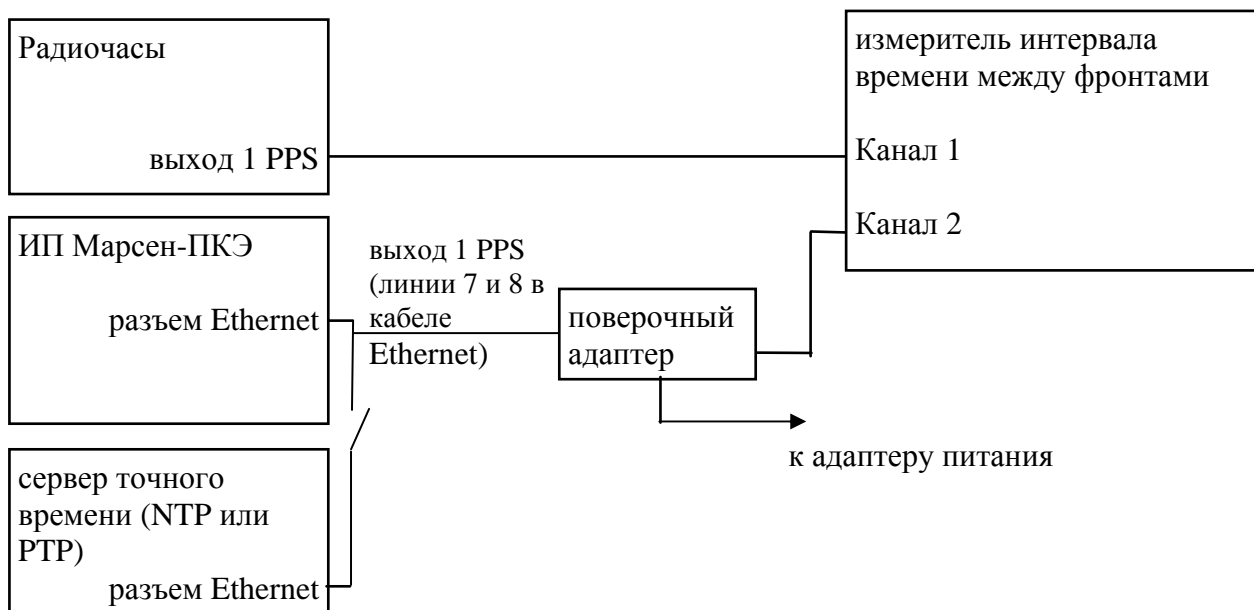 Радиочасы
выход 1 PPS
измеритель интервала
времени между фронтами
Канал 1
Канал 2
ИП Марсен-ПКЭ
разъем Ethernet
выход 1 PPS
(линии 7 и 8 в
кабеле
Ethernet)
поверочный
адаптер
к адаптеру питания
сервер точного
времени (NTP или
PTP)
разъем Ethernet